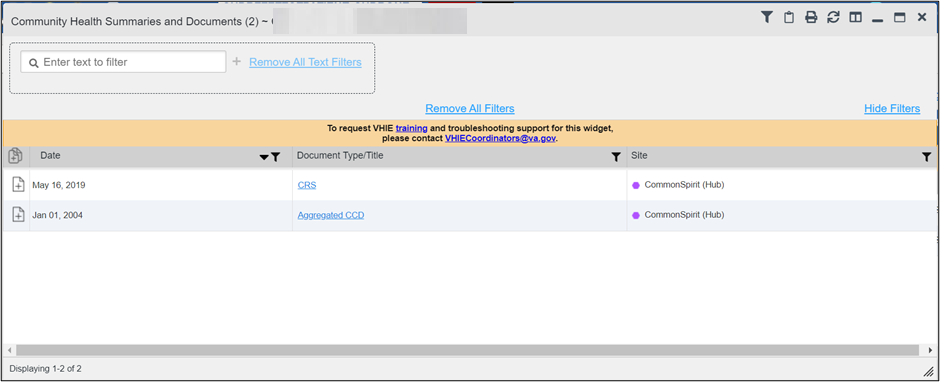 Community Health Summaries and Documents (2) ~
Enter text to filter
+ Remove All Text Filters
Remove All Filters
Hide Filters
To request VHIE training and troubleshooting support for this widget,
please contact VHIECoordinators@va.gov.
Date Document Type/Title Site
May 16, 2019 CRS CommonSpirit (Hub)
Jan 01, 2004 Aggregated CCD CommonSpirit (Hub)
Displaying 1-2 of 2